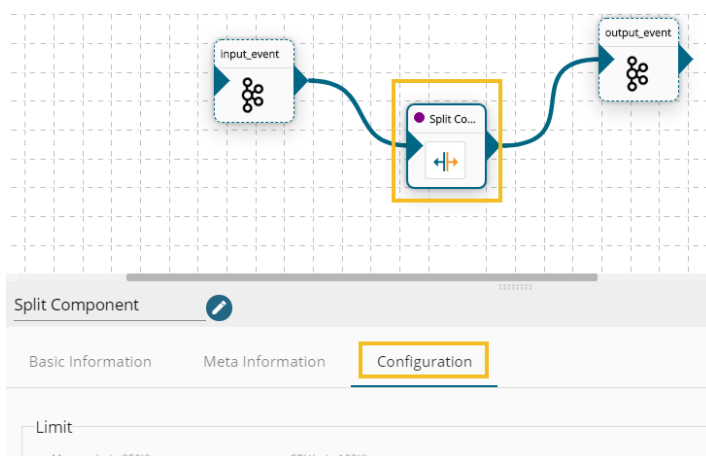 output_event
input_event
Split Co...
Split Component
Basic Information
Meta Information
Configuration
Limit